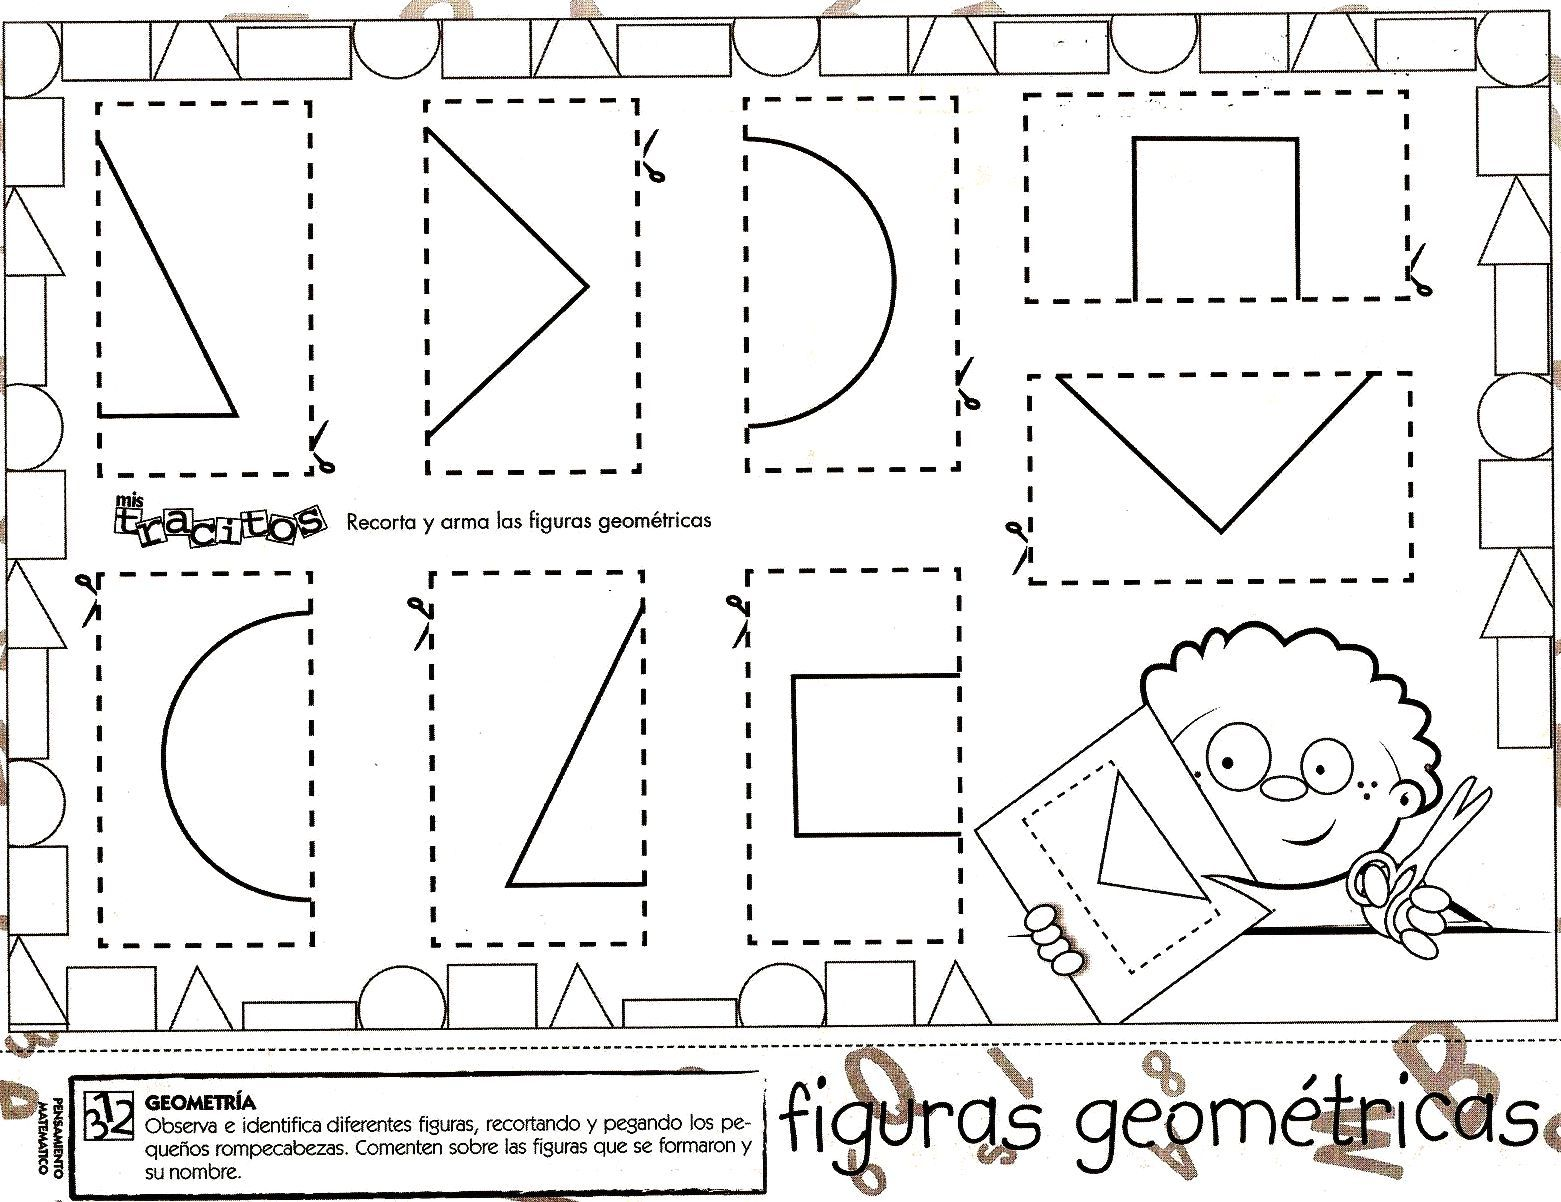 mis
tracitos
Recorta y arma las figuras geométricas
PENSAMIENTO
MATEMATICO
312
GEOMETRÍA
Observa e identifica diferentes figuras, recortando y pegando los pe-
queños rompecabezas. Comenten sobre las figuras que se formaron y
su nombre.
figuras geométricas